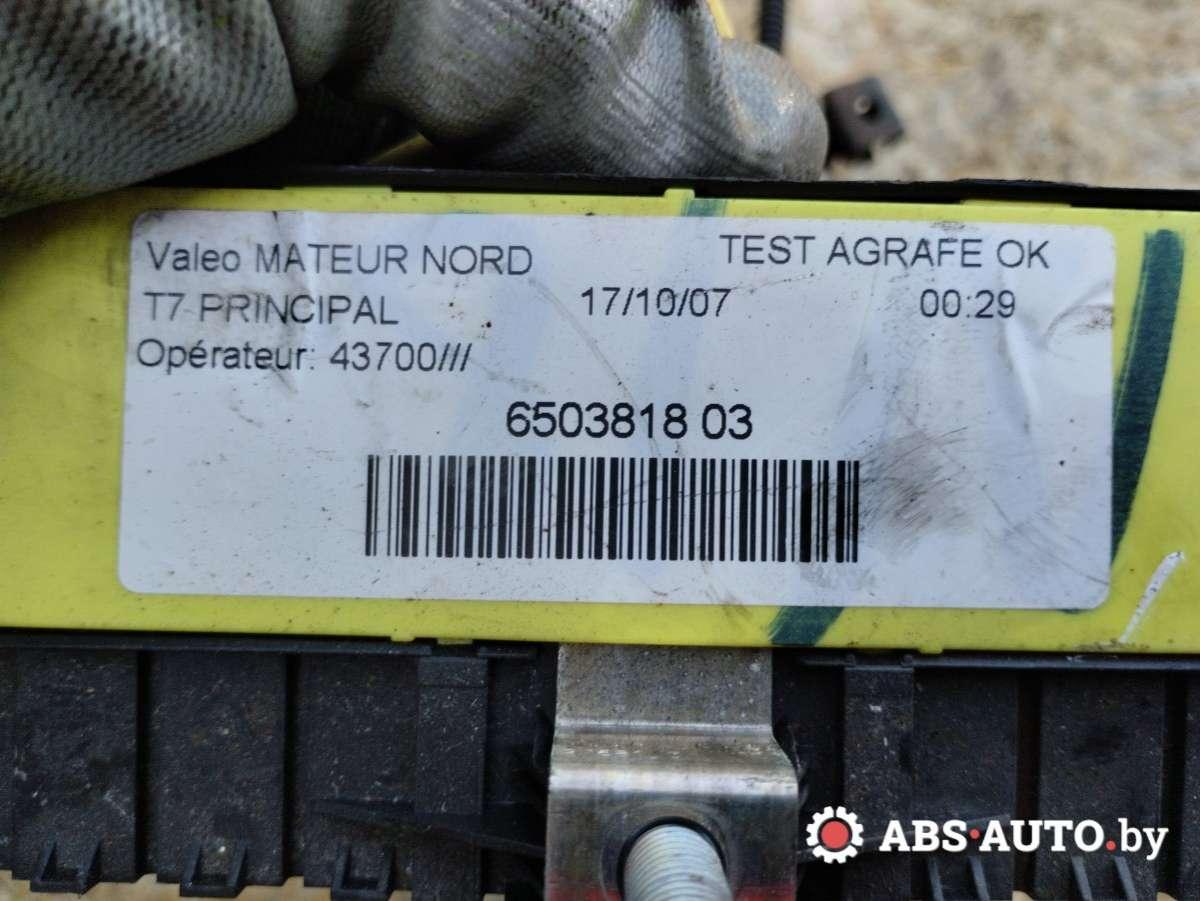 Valeo MATEUR NORD TEST AGRAFE OK
T7 PRINCIPAL 17/10/07 00:29
Opérateur: 43700///
6503818 03
ABS-AUTO.by